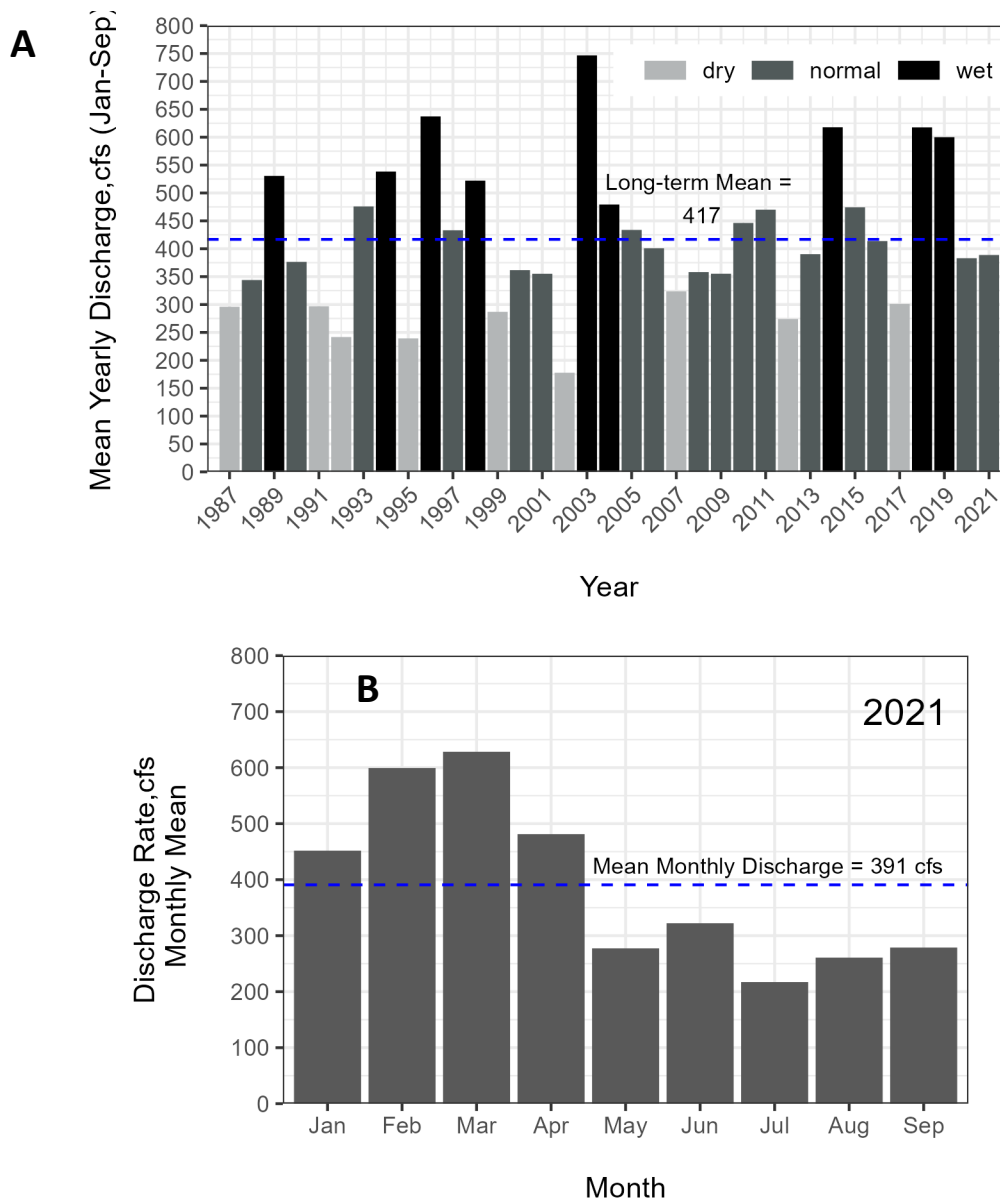 A
Mean Yearly Discharge,cfs (Jan-Sep)
800
750
700
650
600
550
500
450
400
350
300
250
200
150
100
50
0
dry normal wet
Long-term Mean =
417
1987 1989 1991 1993 1995 1997 1999 2001 2003 2005 2007 2009 2011 2013 2015 2017 2019 2021
Year
B
2021
Discharge Rate,cfs
Monthly Mean
800
700
600
500
400
300
200
100
0
Mean Monthly Discharge = 391 cfs
Jan Feb Mar Apr May Jun Jul Aug Sep
Month